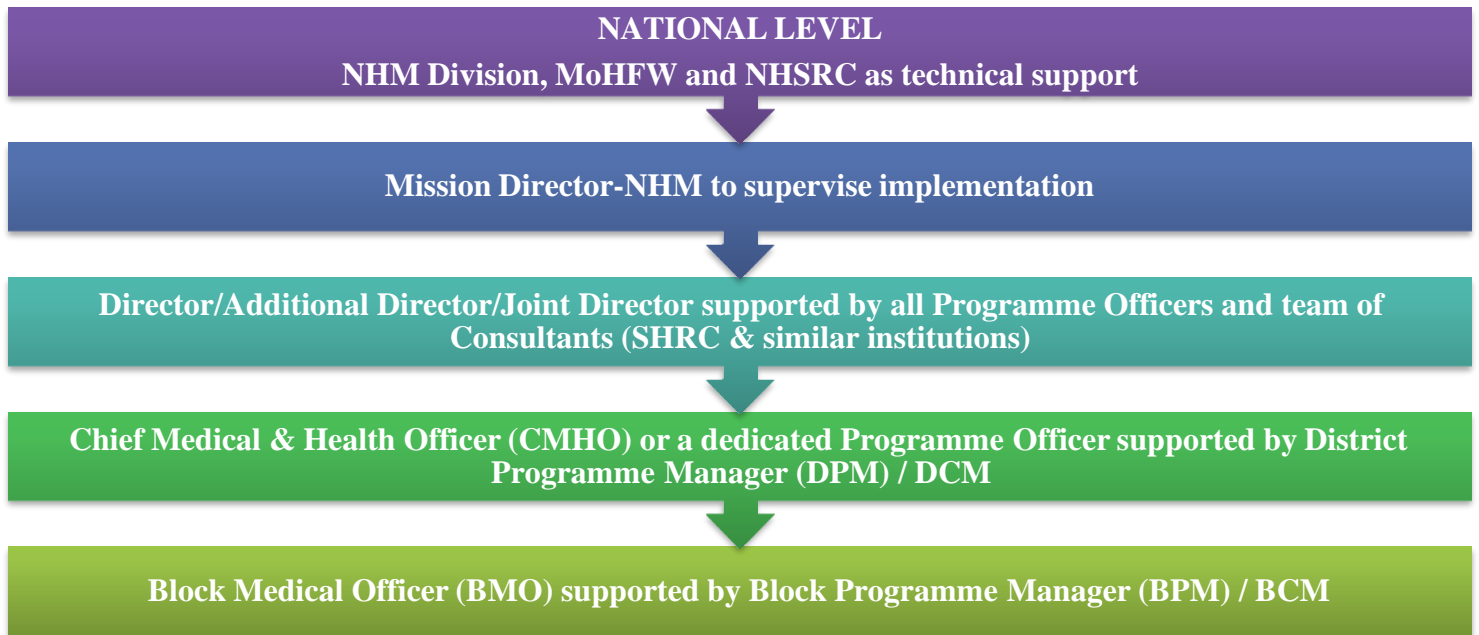 NATIONAL LEVEL
NHM Division, MoHFW and NHSRC as technical support
Mission Director-NHM to supervise implementation
Director/Additional Director/Joint Director supported by all Programme Officers and team of
Consultants (SHRC & similar institutions)
Chief Medical & Health Officer (CMHO) or a dedicated Programme Officer supported by District
Programme Manager (DPM) / DCM
Block Medical Officer (BMO) supported by Block Programme Manager (BPM) / BCM